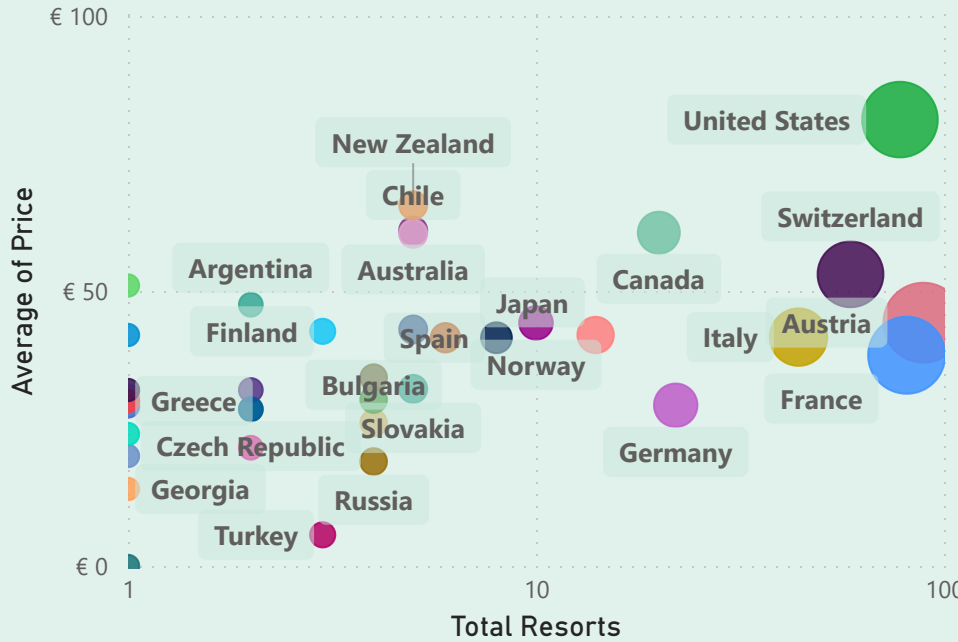 € 100
United States
New Zealand
Chile
Switzerland
Argentina
Australia
Canada
€ 50
Japan
Finland
Spain
Italy
Austria
Norway
Bulgaria
Greece
France
Slovakia
Czech Republic
Germany
Georgia
Russia
Turkey
€ 0
1
10
100
Total Resorts
Average of Price